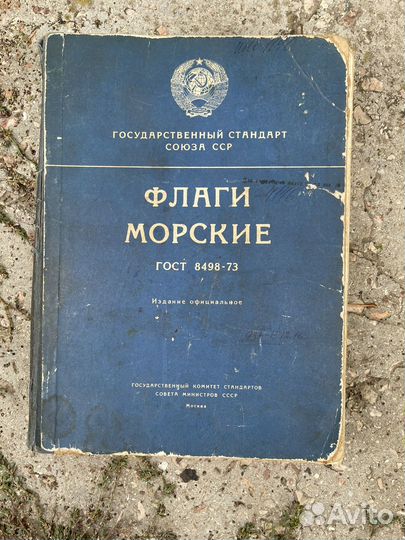 ГОСУДАРСТВЕННЫЙ СТАНДАРТ
СОЮЗА ССР
ФЛАГИ
МОРСКИЕ
ГОСТ 8498-73
Издание официальное
ГОСУДАРСТВЕННЫЙ КОМИТЕТ СТАНДАРТОВ
СОВЕТА МИНИСТРОВ СССР
Москва
Avito